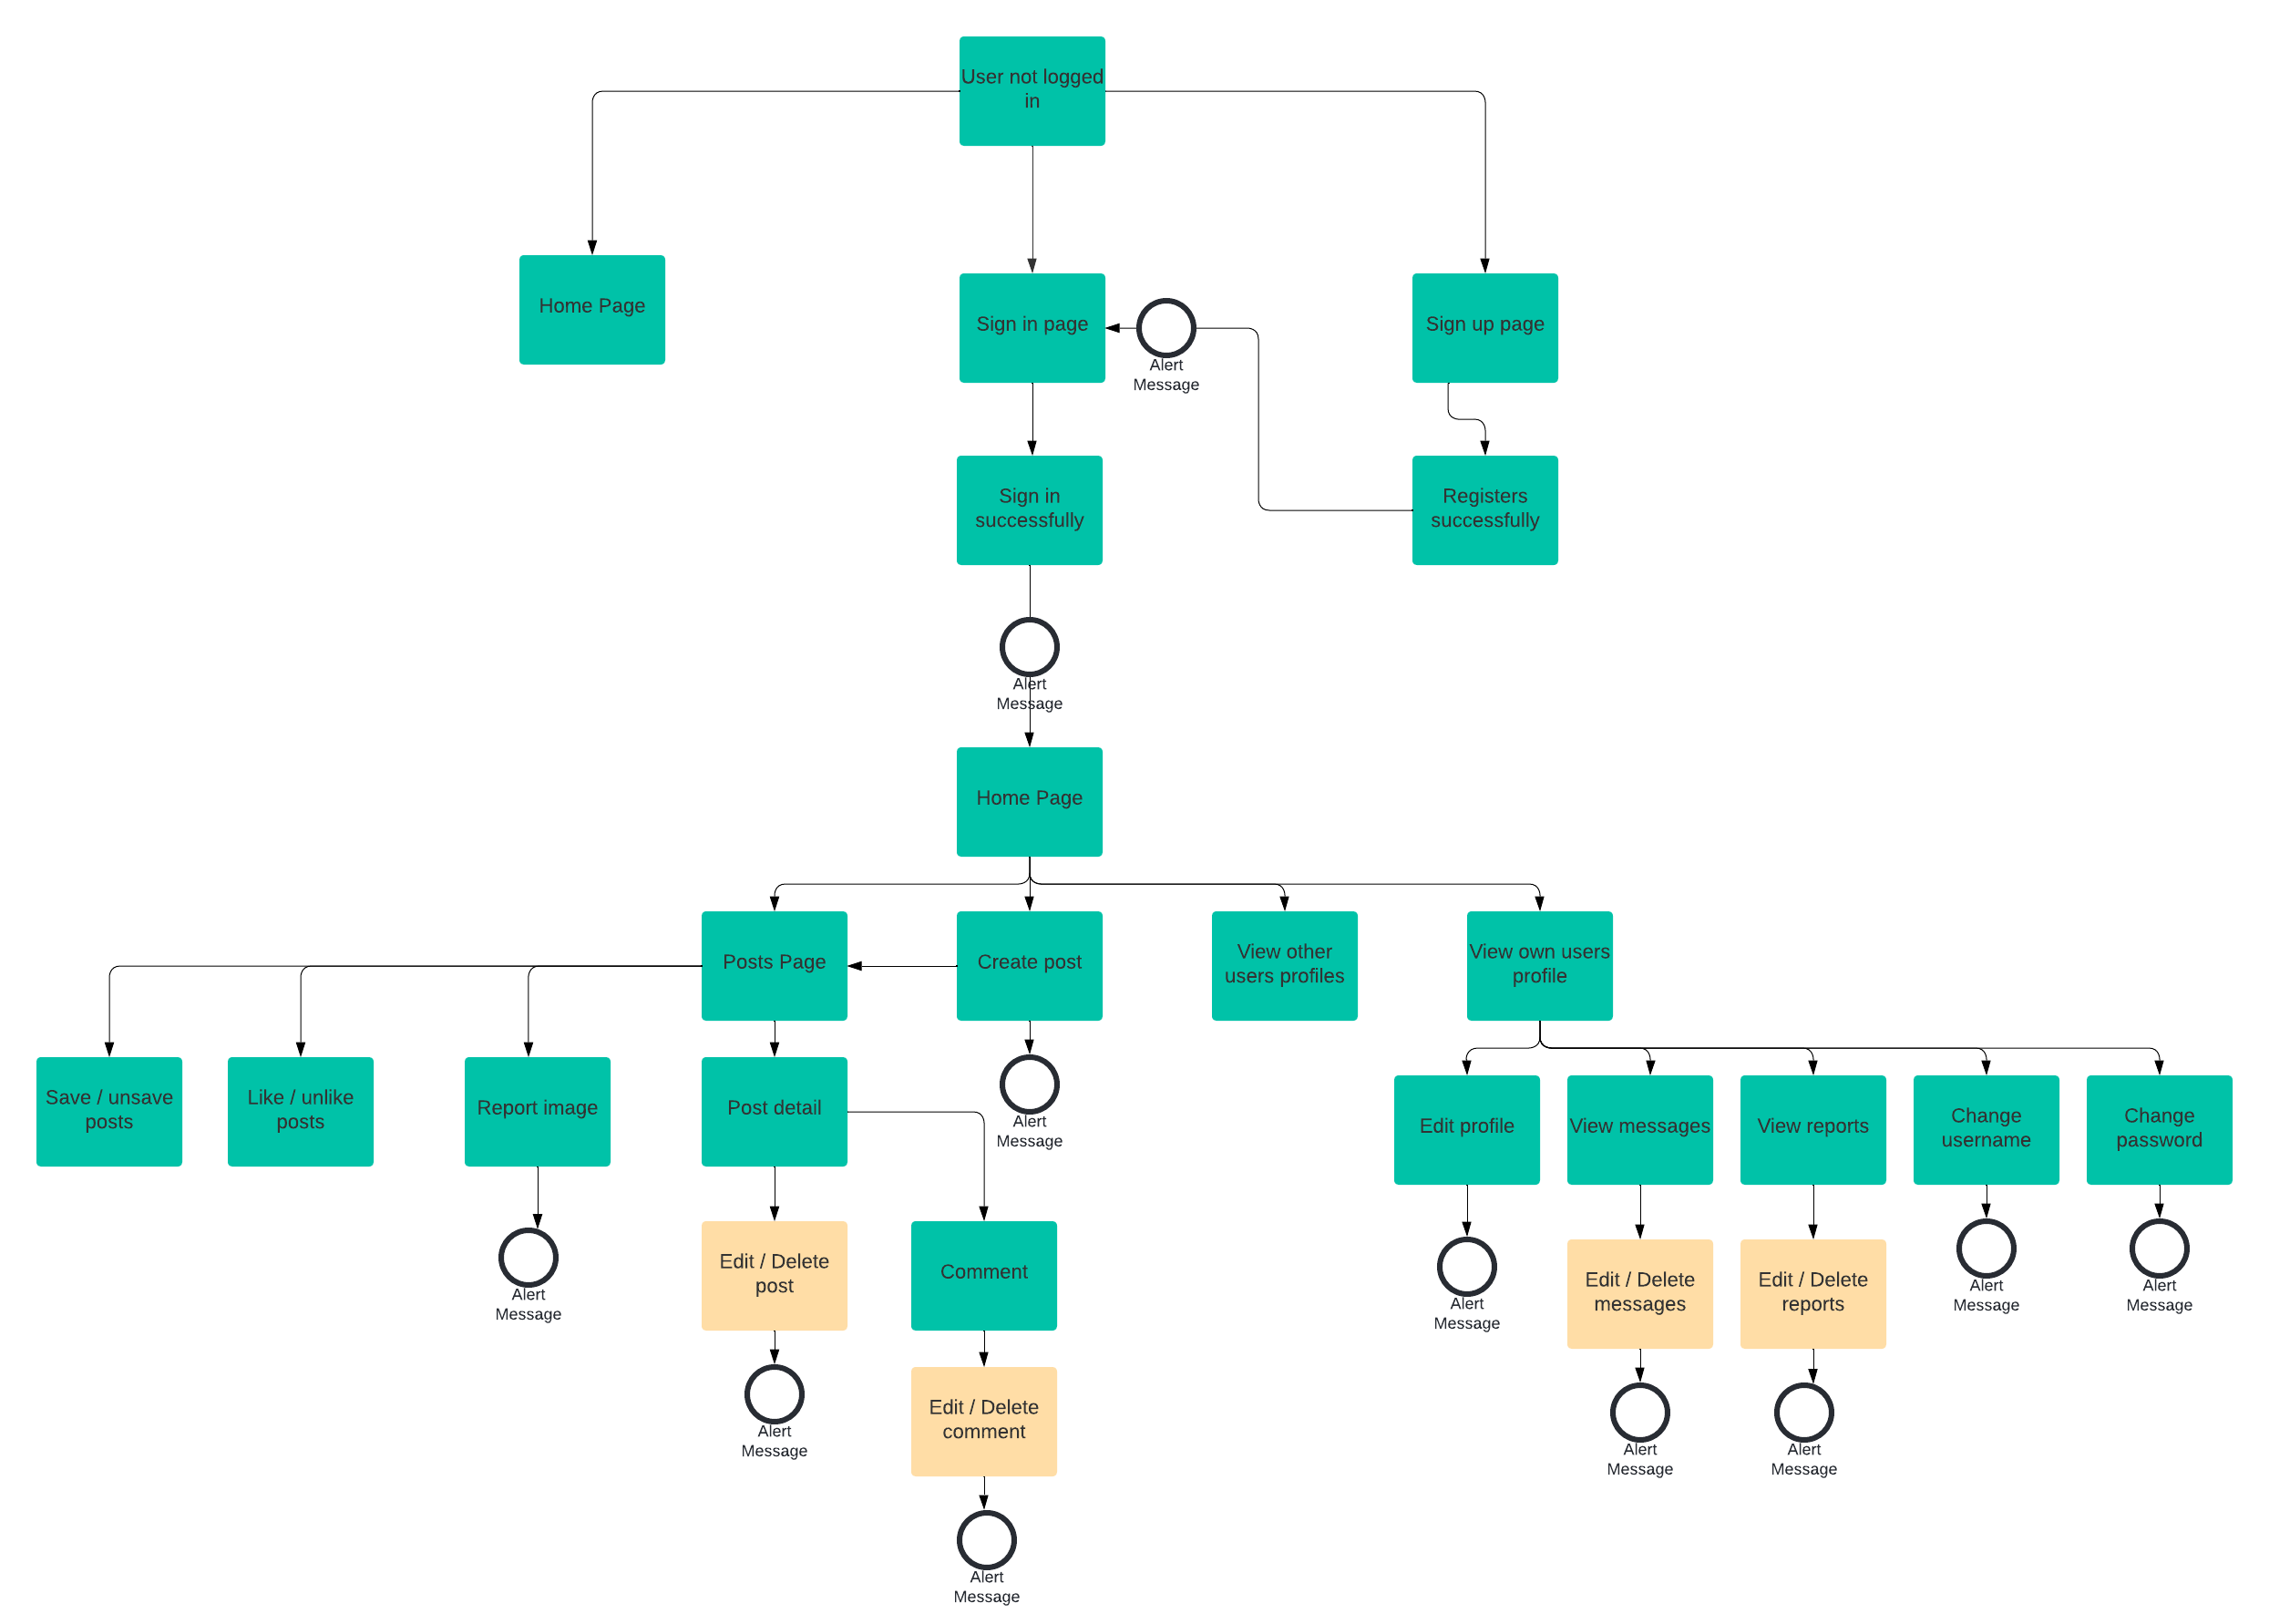 User not logged
in
Home Page
Sign in page
Alert
Message
Sign up page
Sign in
successfully
Registers
successfully
Alert
Message
Home Page
Posts Page
Create post
View other
users profiles
View own users
profile
Save / unsave
posts
Like / unlike
posts
Report image
Post detail
Alert
Message
Edit profile
View messages
View reports
Change
username
Change
password
Alert
Message
Edit / Delete
post
Comment
Alert
Message
Edit / Delete
messages
Edit / Delete
reports
Alert
Message
Alert
Message
Alert
Message
Edit / Delete
comment
Alert
Message
Alert
Message
Alert
Message